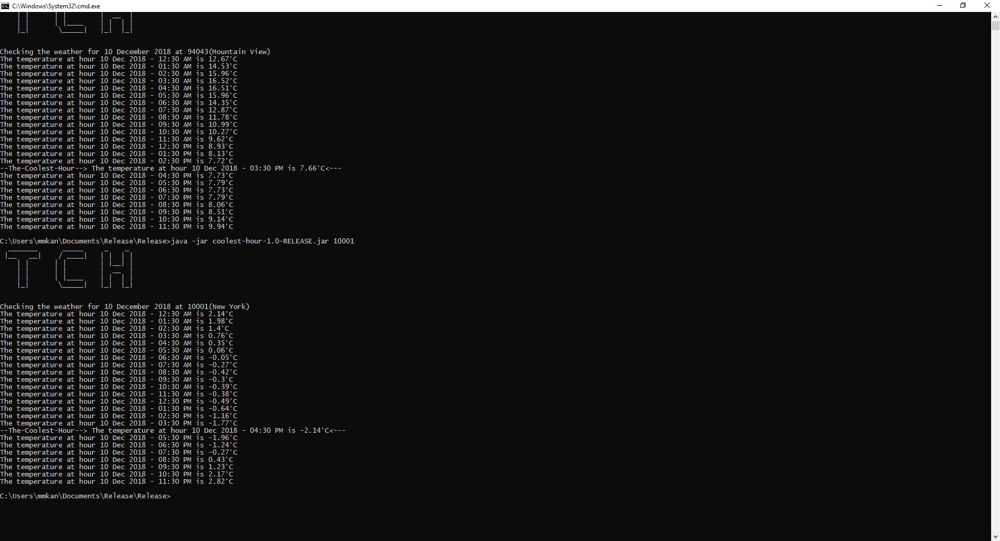 C:\Windows\System32\cmd.exe
Checking the weather for 10 December 2018 at 94043(Mountain View)
The temperature at hour 10 Dec 2018 - 12:30 AM is 12.67°C
The temperature at hour 10 Dec 2018 - 01:30 AM is 14.53°C
The temperature at hour 10 Dec 2018 - 02:30 AM is 15.96°C
The temperature at hour 10 Dec 2018 - 03:30 AM is 16.52°C
The temperature at hour 10 Dec 2018 - 04:30 AM is 16.51°C
The temperature at hour 10 Dec 2018 - 05:30 AM is 15.96°C
The temperature at hour 10 Dec 2018 - 06:30 AM is 14.35°C
The temperature at hour 10 Dec 2018 - 07:30 AM is 12.87°C
The temperature at hour 10 Dec 2018 - 08:30 AM is 11.78°C
The temperature at hour 10 Dec 2018 - 09:30 AM is 10.99°C
The temperature at hour 10 Dec 2018 - 10:30 AM is 10.27°C
The temperature at hour 10 Dec 2018 - 11:30 AM is 9.62°C
The temperature at hour 10 Dec 2018 - 12:30 PM is 8.93°C
The temperature at hour 10 Dec 2018 - 01:30 PM is 8.13°C
The temperature at hour 10 Dec 2018 - 02:30 PM is 7.72°C
--The-Coolest-Hour--> The temperature at hour 10 Dec 2018 - 03:30 PM is 7.66°C<---
The temperature at hour 10 Dec 2018 - 04:30 PM is 7.73°C
The temperature at hour 10 Dec 2018 - 05:30 PM is 7.79°C
The temperature at hour 10 Dec 2018 - 06:30 PM is 7.73°C
The temperature at hour 10 Dec 2018 - 07:30 PM is 7.79°C
The temperature at hour 10 Dec 2018 - 08:30 PM is 8.06°C
The temperature at hour 10 Dec 2018 - 09:30 PM is 8.51°C
The temperature at hour 10 Dec 2018 - 10:30 PM is 9.14°C
The temperature at hour 10 Dec 2018 - 11:30 PM is 9.94°C
C:\Users\mmkan\Documents\Release\Release>java -jar coolest-hour-1.0-RELEASE.jar 10001
TCH
Checking the weather for 10 December 2018 at 10001(New York)
The temperature at hour 10 Dec 2018 - 12:30 AM is 2.14°C
The temperature at hour 10 Dec 2018 - 01:30 AM is 1.98°C
The temperature at hour 10 Dec 2018 - 02:30 AM is 1.4°C
The temperature at hour 10 Dec 2018 - 03:30 AM is 0.76°C
The temperature at hour 10 Dec 2018 - 04:30 AM is 0.35°C
The temperature at hour 10 Dec 2018 - 05:30 AM is 0.06°C
The temperature at hour 10 Dec 2018 - 06:30 AM is -0.05°C
The temperature at hour 10 Dec 2018 - 07:30 AM is -0.27°C
The temperature at hour 10 Dec 2018 - 08:30 AM is -0.42°C
The temperature at hour 10 Dec 2018 - 09:30 AM is -0.3°C
The temperature at hour 10 Dec 2018 - 10:30 AM is -0.39°C
The temperature at hour 10 Dec 2018 - 11:30 AM is -0.38°C
The temperature at hour 10 Dec 2018 - 12:30 PM is -0.49°C
The temperature at hour 10 Dec 2018 - 01:30 PM is -0.64°C
The temperature at hour 10 Dec 2018 - 02:30 PM is -1.16°C
The temperature at hour 10 Dec 2018 - 03:30 PM is -1.77°C
--The-Coolest-Hour--> The temperature at hour 10 Dec 2018 - 04:30 PM is -2.14°C<---
The temperature at hour 10 Dec 2018 - 05:30 PM is -1.96°C
The temperature at hour 10 Dec 2018 - 06:30 PM is -1.24°C
The temperature at hour 10 Dec 2018 - 07:30 PM is -0.27°C
The temperature at hour 10 Dec 2018 - 08:30 PM is 0.43°C
The temperature at hour 10 Dec 2018 - 09:30 PM is 1.23°C
The temperature at hour 10 Dec 2018 - 10:30 PM is 2.17°C
The temperature at hour 10 Dec 2018 - 11:30 PM is 2.82°C
C:\Users\mmkan\Documents\Release\Release>